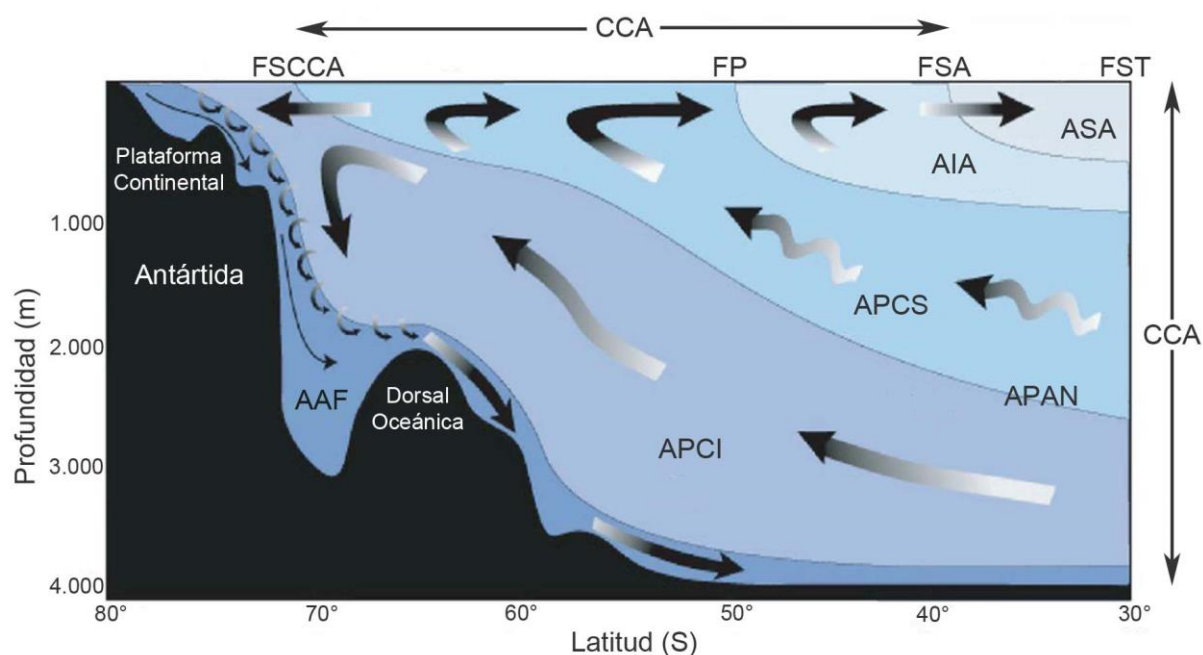 CCA
FSCCA
FP
FSA
FST
ASA
AIA
Plataforma
Continental
1.000
Antártida
APCS
CCA
2.000
AAF
Dorsal
Oceánica
APAN
APCI
3.000
4.000
Profundidad (m)
80°
70°
60°
50°
40°
30°
Latitud (S)